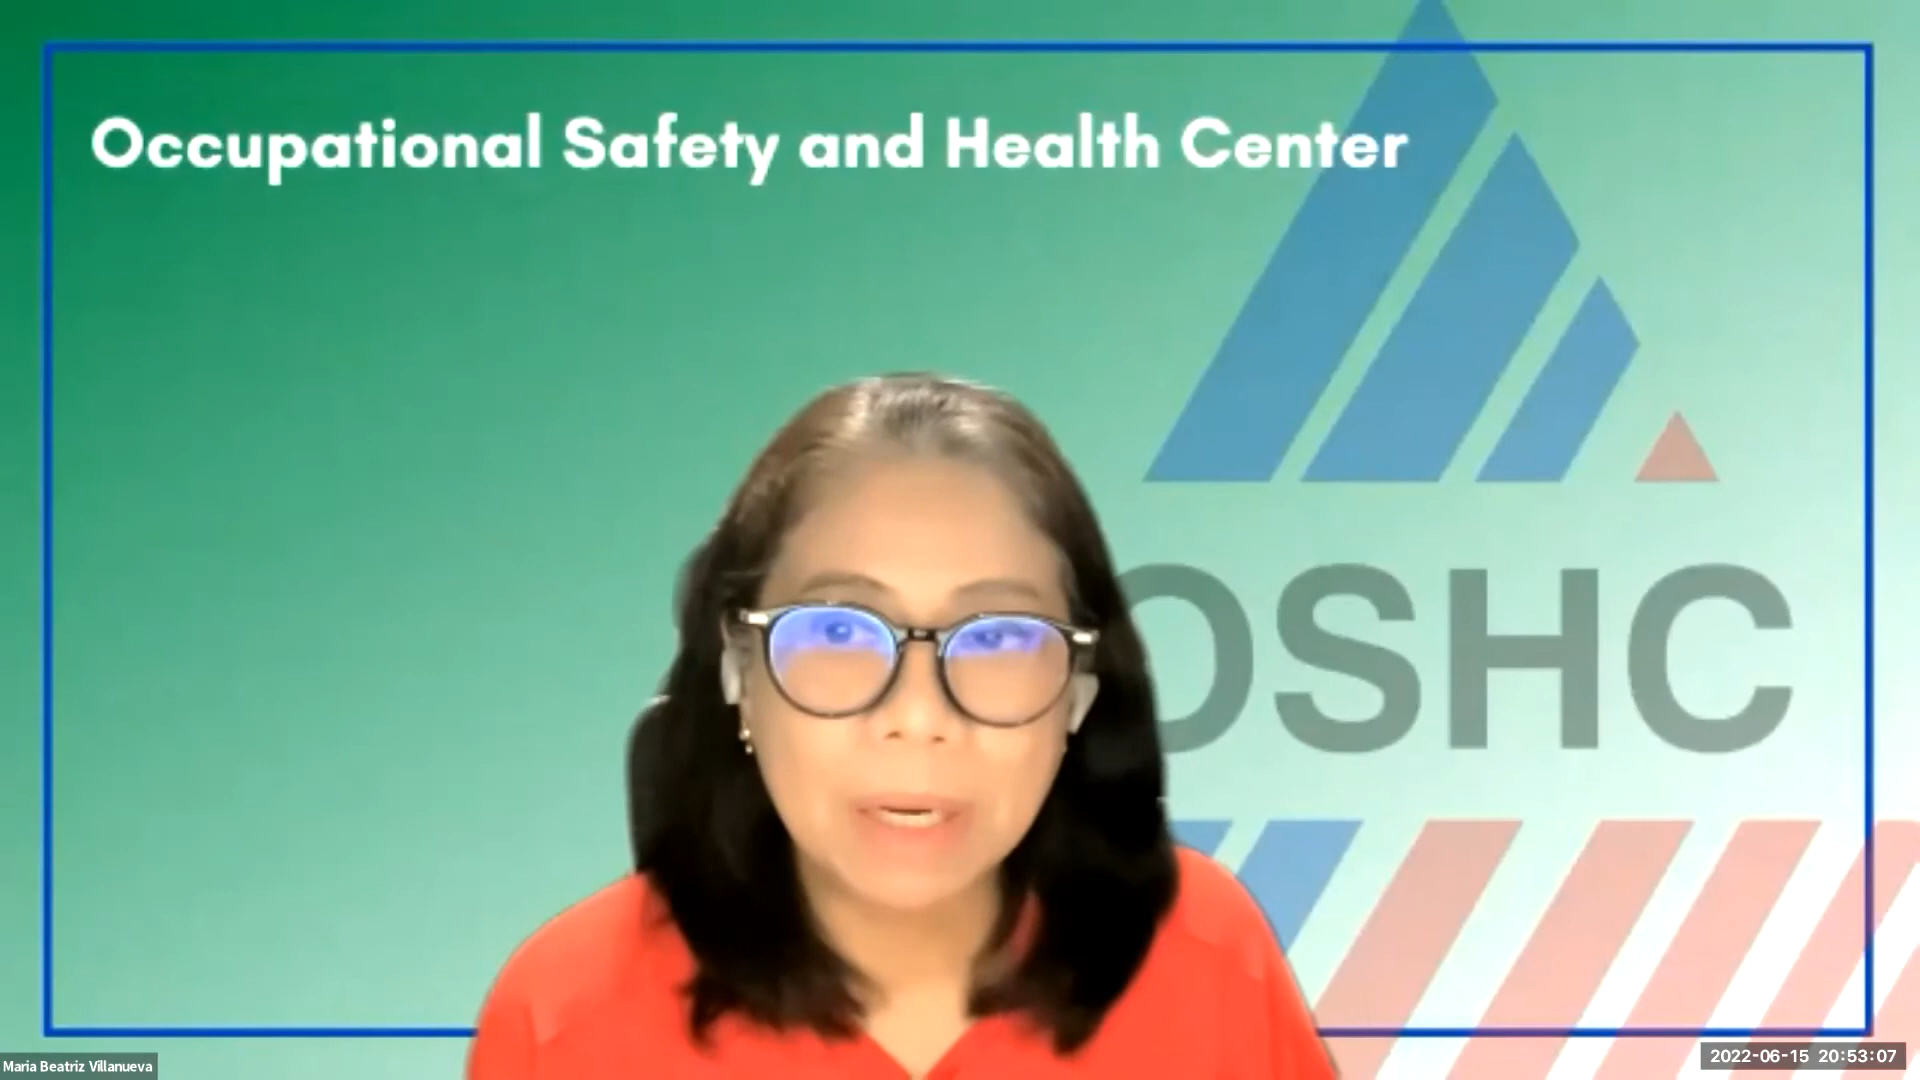 Occupational Safety and Health Center
OSHC
Maria Beatriz Villanueva
2022-06-15 20:53:07